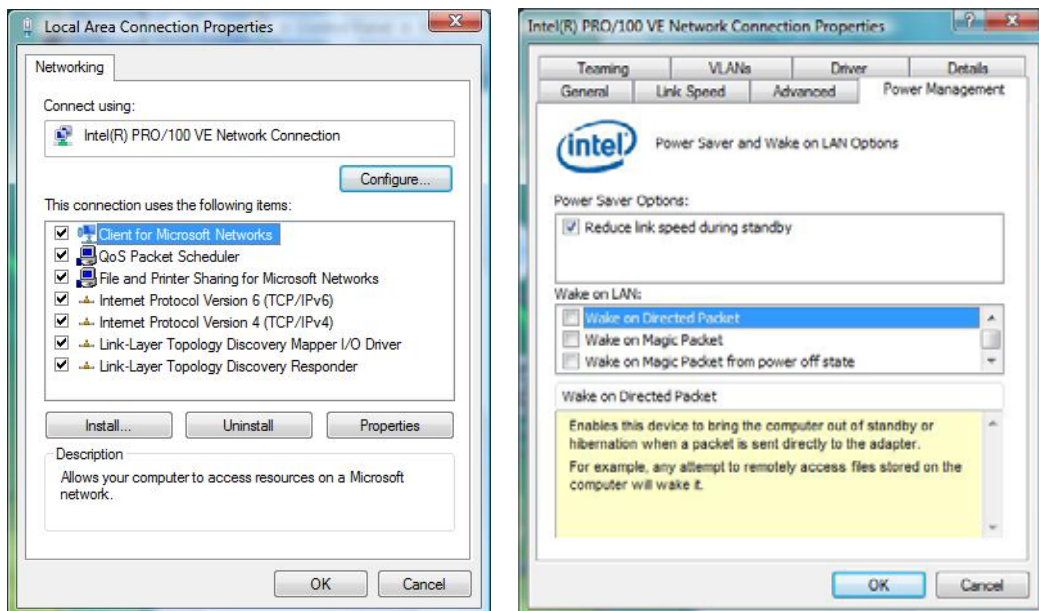 Local Area Connection Properties
Networking
Connect using:
Intel(R) PRO/100 VE Network Connection
Configure...
This connection uses the following items:
Client for Microsoft Networks
QoS Packet Scheduler
File and Printer Sharing for Microsoft Networks
Internet Protocol Version 6 (TCP/IPv6)
Internet Protocol Version 4 (TCP/IPv4)
Link-Layer Topology Discovery Mapper I/O Driver
Link-Layer Topology Discovery Responder
Install... Uninstall Properties
Description
Allows your computer to access resources on a Microsoft
network.
OK Cancel
Intel(R) PRO/100 VE Network Connection Properties
Teaming VLANs Driver Details
General Link Speed Advanced Power Management
intel
Power Saver and Wake on LAN Options
Power Saver Options:
Reduce link speed during standby
Wake on LAN:
Wake on Directed Packet
Wake on Magic Packet
Wake on Magic Packet from power off state
Wake on Directed Packet
Enables this device to bring the computer out of standby or
hibernation when a packet is sent directly to the adapter.
For example, any attempt to remotely access files stored on the
computer will wake it.
OK Cancel